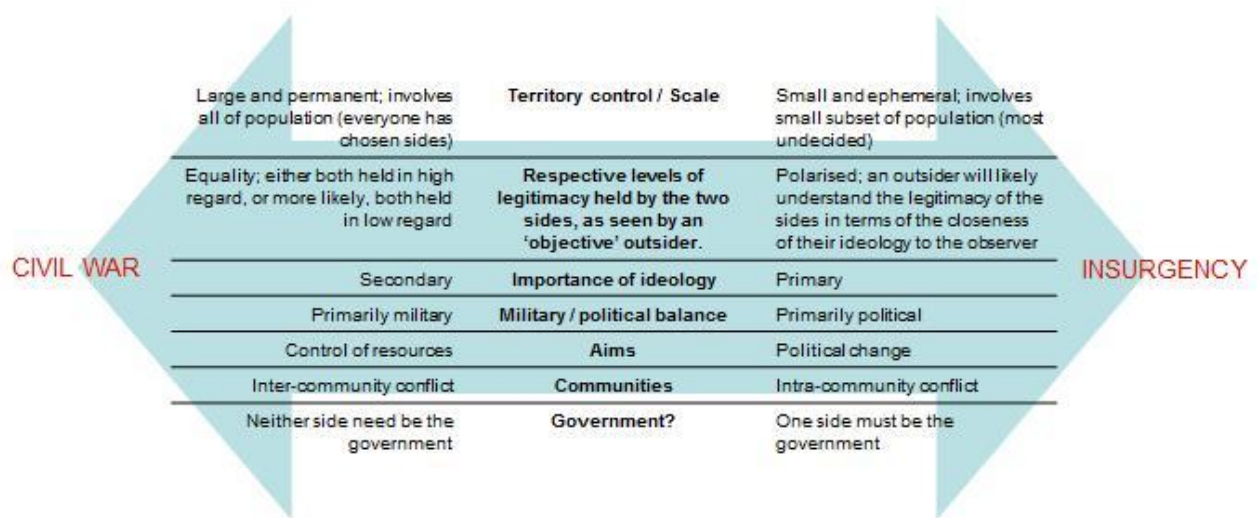 Large and permanent; involves all of population (everyone has chosen sides)
Territory control / Scale
Small and ephemeral; involves small subset of population (most undecided)
Equality; either both held in high regard, or more likely, both held in low regard
Respective levels of legitimacy held by the two sides, as seen by an ‘objective’ outsider.
Polarised; an outsider will likely understand the legitimacy of the sides in terms of the closeness of their ideology to the observer
CIVIL WAR
INSURGENCY
Secondary
Importance of ideology
Primary
Primarily military
Military / political balance
Primarily political
Control of resources
Aims
Political change
Inter-community conflict
Communities
Intra-community conflict
Neither side need be the government
Government?
One side must be the government